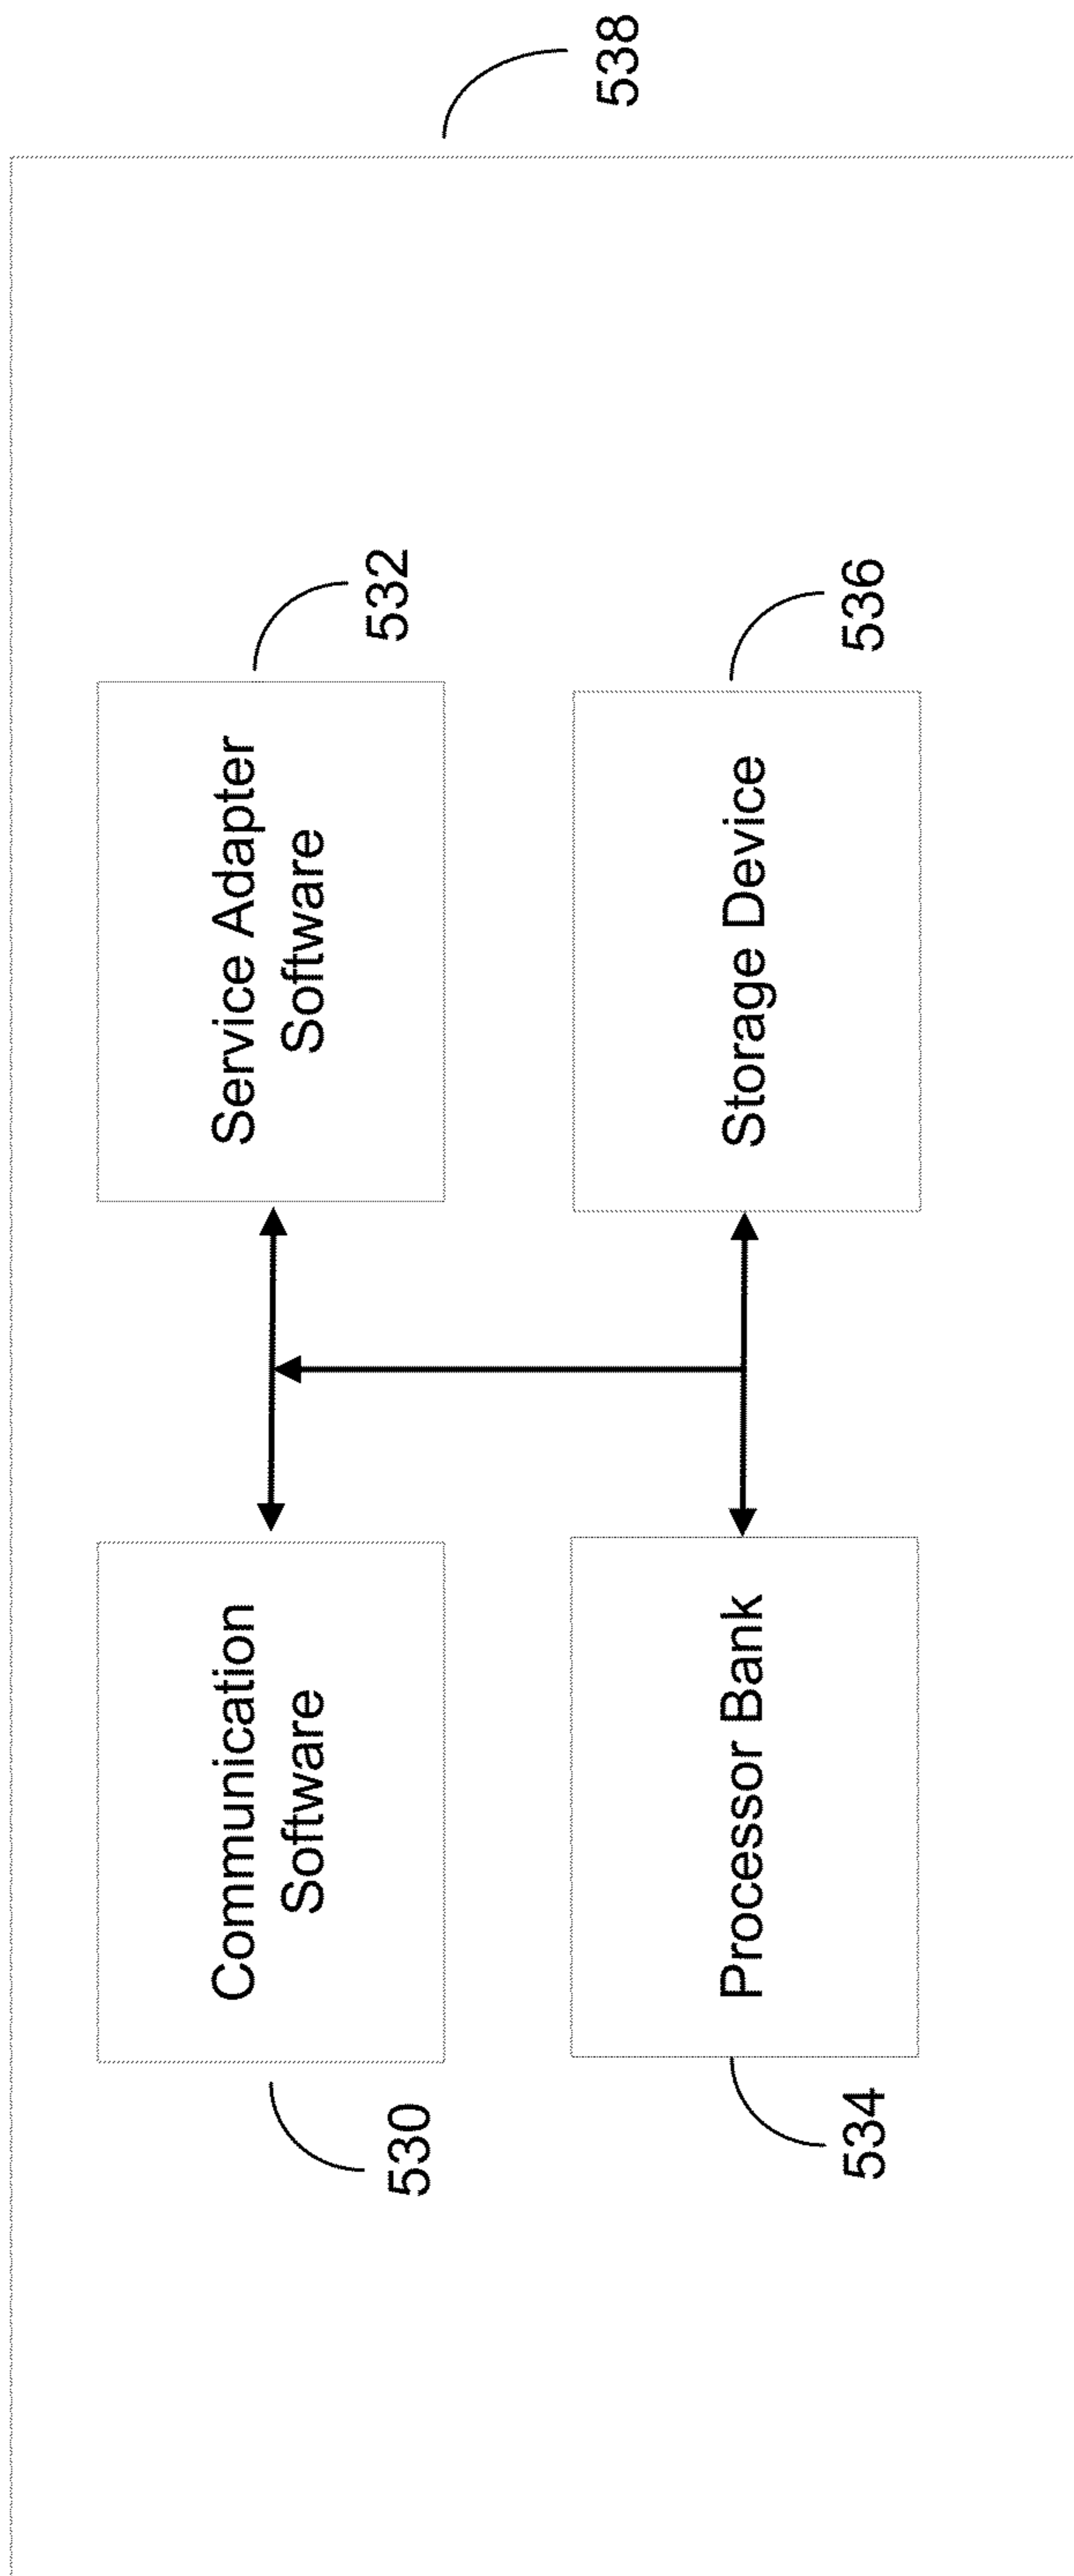 538
Communication
Software
530
Service Adapter
Software
532
Processor Bank
534
Storage Device
536